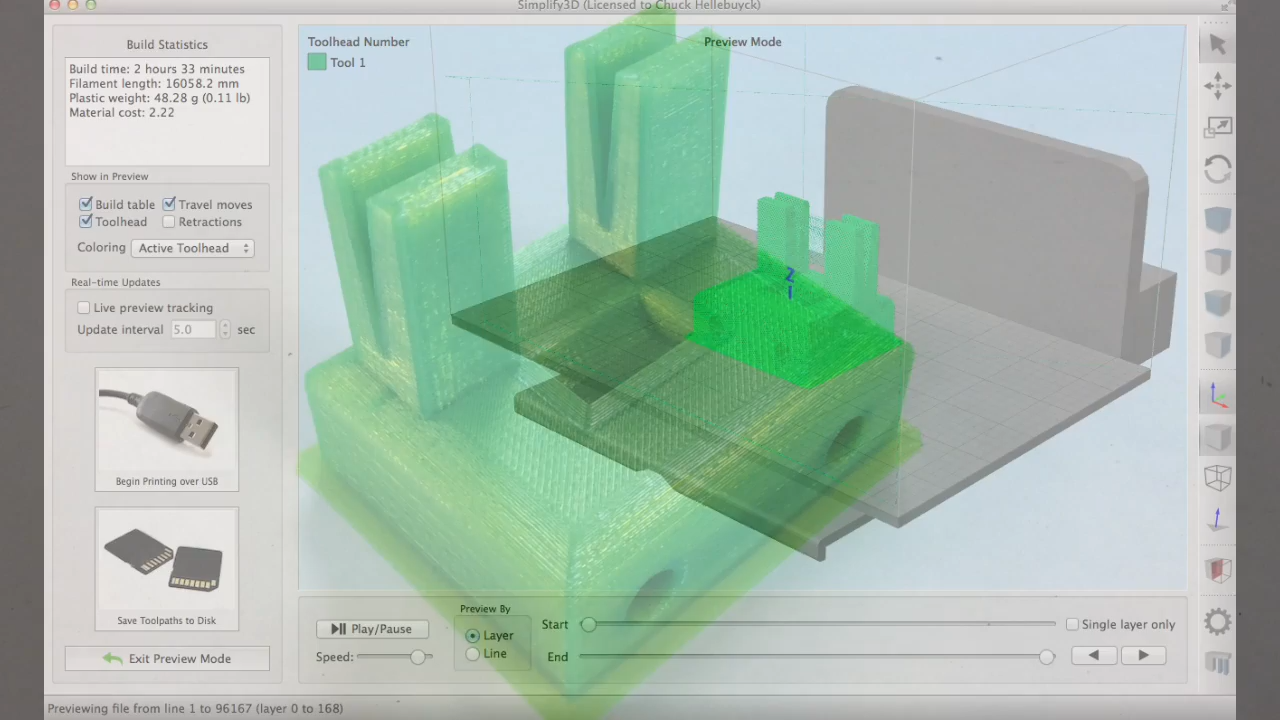 Simplify3D (Licensed to Chuck Hellebuyck)
Build Statistics
Build time: 2 hours 33 minutes
Filament length: 16058.2 mm
Plastic weight: 48.28 g (0.11 lb)
Material cost: 2.22
Show in Preview
Build table
Travel moves
Toolhead
Retractions
Coloring
Active Toolhead
Real-time Updates
Live preview tracking
Update interval 5.0 sec
Begin Printing over USB
Save Toolpaths to Disk
Exit Preview Mode
Toolhead Number
Tool 1
Preview Mode
Z
Play/Pause
Speed:
Preview By
Layer
Line
Start
End
Single layer only
Previewing file from line 1 to 96167 (layer 0 to 168)